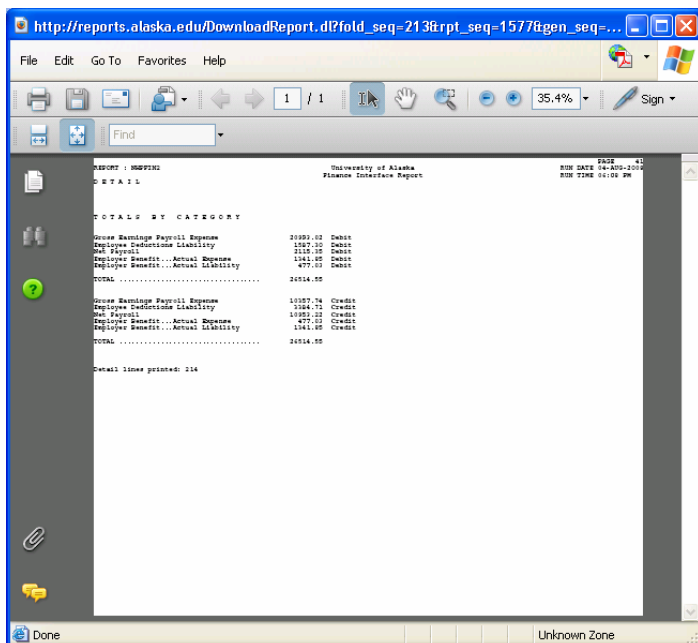 http://reports.alaska.edu/DownloadReport.dl?fold_seq=213&rpt_seq=1577&gen_seq=...
File Edit Go To Favorites Help
1 / 1 35.4% Sign
Find
PAGE 41
REPORT : NWPPIN2 University of Alaska RUN DATE 04-AUG-2008
D E T A I L Finance Interface Report RUN TIME 06:08 PM
T O T A L S B Y C A T E G O R Y
Gross Earnings Payroll Expense 20993.02 Debit
Employee Deductions Liability 1587.30 Debit
Net Payroll 2115.35 Debit
Employer Benefit...Actual Expense 1341.85 Debit
Employer Benefit...Actual Liability 477.03 Debit
TOTAL .................................. 26514.55
Gross Earnings Payroll Expense 10357.74 Credit
Employee Deductions Liability 3384.71 Credit
Net Payroll 10953.22 Credit
Employer Benefit...Actual Expense 477.03 Credit
Employer Benefit...Actual Liability 1341.85 Credit
TOTAL .................................. 26514.55
Detail lines printed: 214
Done Unknown Zone